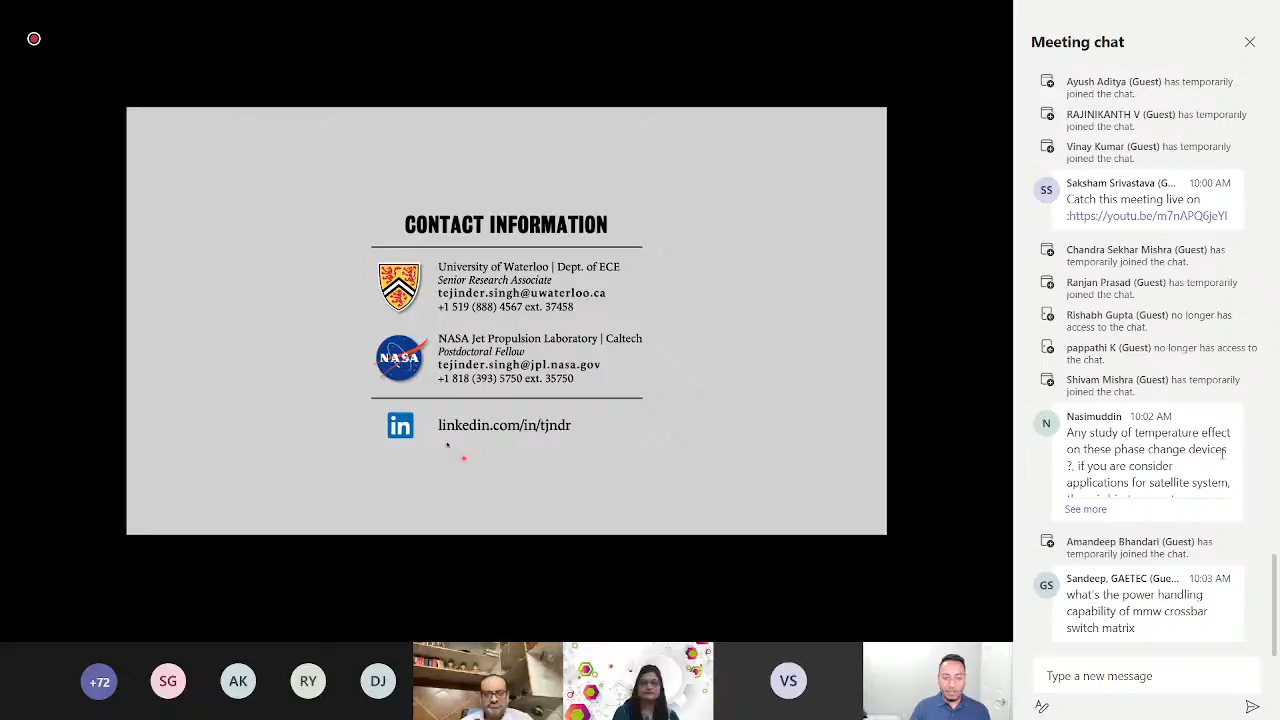 CONTACT INFORMATION
University of Waterloo | Dept. of ECE
Senior Research Associate
tejinder.singh@uwaterloo.ca
+1 519 (888) 4567 ext. 37458
NASA
NASA Jet Propulsion Laboratory | Caltech
Postdoctoral Fellow
tejinder.singh@jpl.nasa.gov
+1 818 (393) 5750 ext. 35750
in
linkedin.com/in/tjndr
+72
SG
AK
RY
DJ
VS
Meeting chat
Ayush Aditya (Guest) has temporarily
joined the chat.
RAJINIKANTH V (Guest) has temporarily
joined the chat.
Vinay Kumar (Guest) has temporarily
joined the chat.
SS
Saksham Srivastava (G... 10:00 AM
Catch this meeting live on
:https://youtu.be/m7nAPQ6jeYI
Chandra Sekhar Mishra (Guest) has
temporarily joined the chat.
Ranjan Prasad (Guest) has temporarily
joined the chat.
Rishabh Gupta (Guest) no longer has
access to the chat.
pappathi K (Guest) no longer has access to
the chat.
Shivam Mishra (Guest) has temporarily
joined the chat.
N
Nasimuddin 10:02 AM
Any study of temperature effect
on these phase change devices
?, if you are consider
applications for satellite system,
See more
Amandeep Bhandari (Guest) has
temporarily joined the chat.
GS
Sandeep, GAETEC (Gue... 10:03 AM
what's the power handling
capability of mmw crossbar
switch matrix
Type a new message